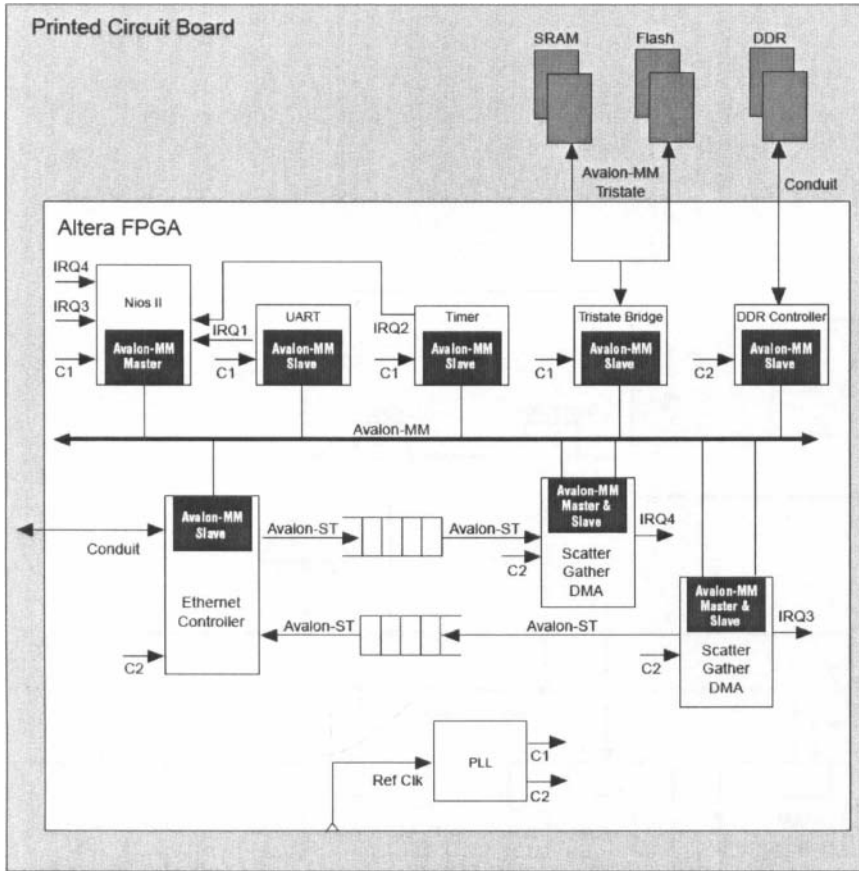 Printed Circuit Board
SRAM
Flash
DDR
Avalon-MM
Tristate
Conduit
Altera FPGA
IRQ4
IRQ3
C1
Nios II
Avalon-MM
Master
IRQ1
C1
UART
Avalon-MM
Slave
IRQ2
C1
Timer
Avalon-MM
Slave
C1
Tristate Bridge
Avalon-MM
Slave
C2
DDR Controller
Avalon-MM
Slave
Avalon-MM
Conduit
C2
Avalon-MM
Slave
Ethernet
Controller
Avalon-ST
Avalon-ST
C2
Avalon-MM
Master &
Slave
Scatter
Gather
DMA
IRQ4
Avalon-ST
Avalon-ST
C2
Avalon-MM
Master &
Slave
Scatter
Gather
DMA
IRQ3
Ref Clk
PLL
C1
C2